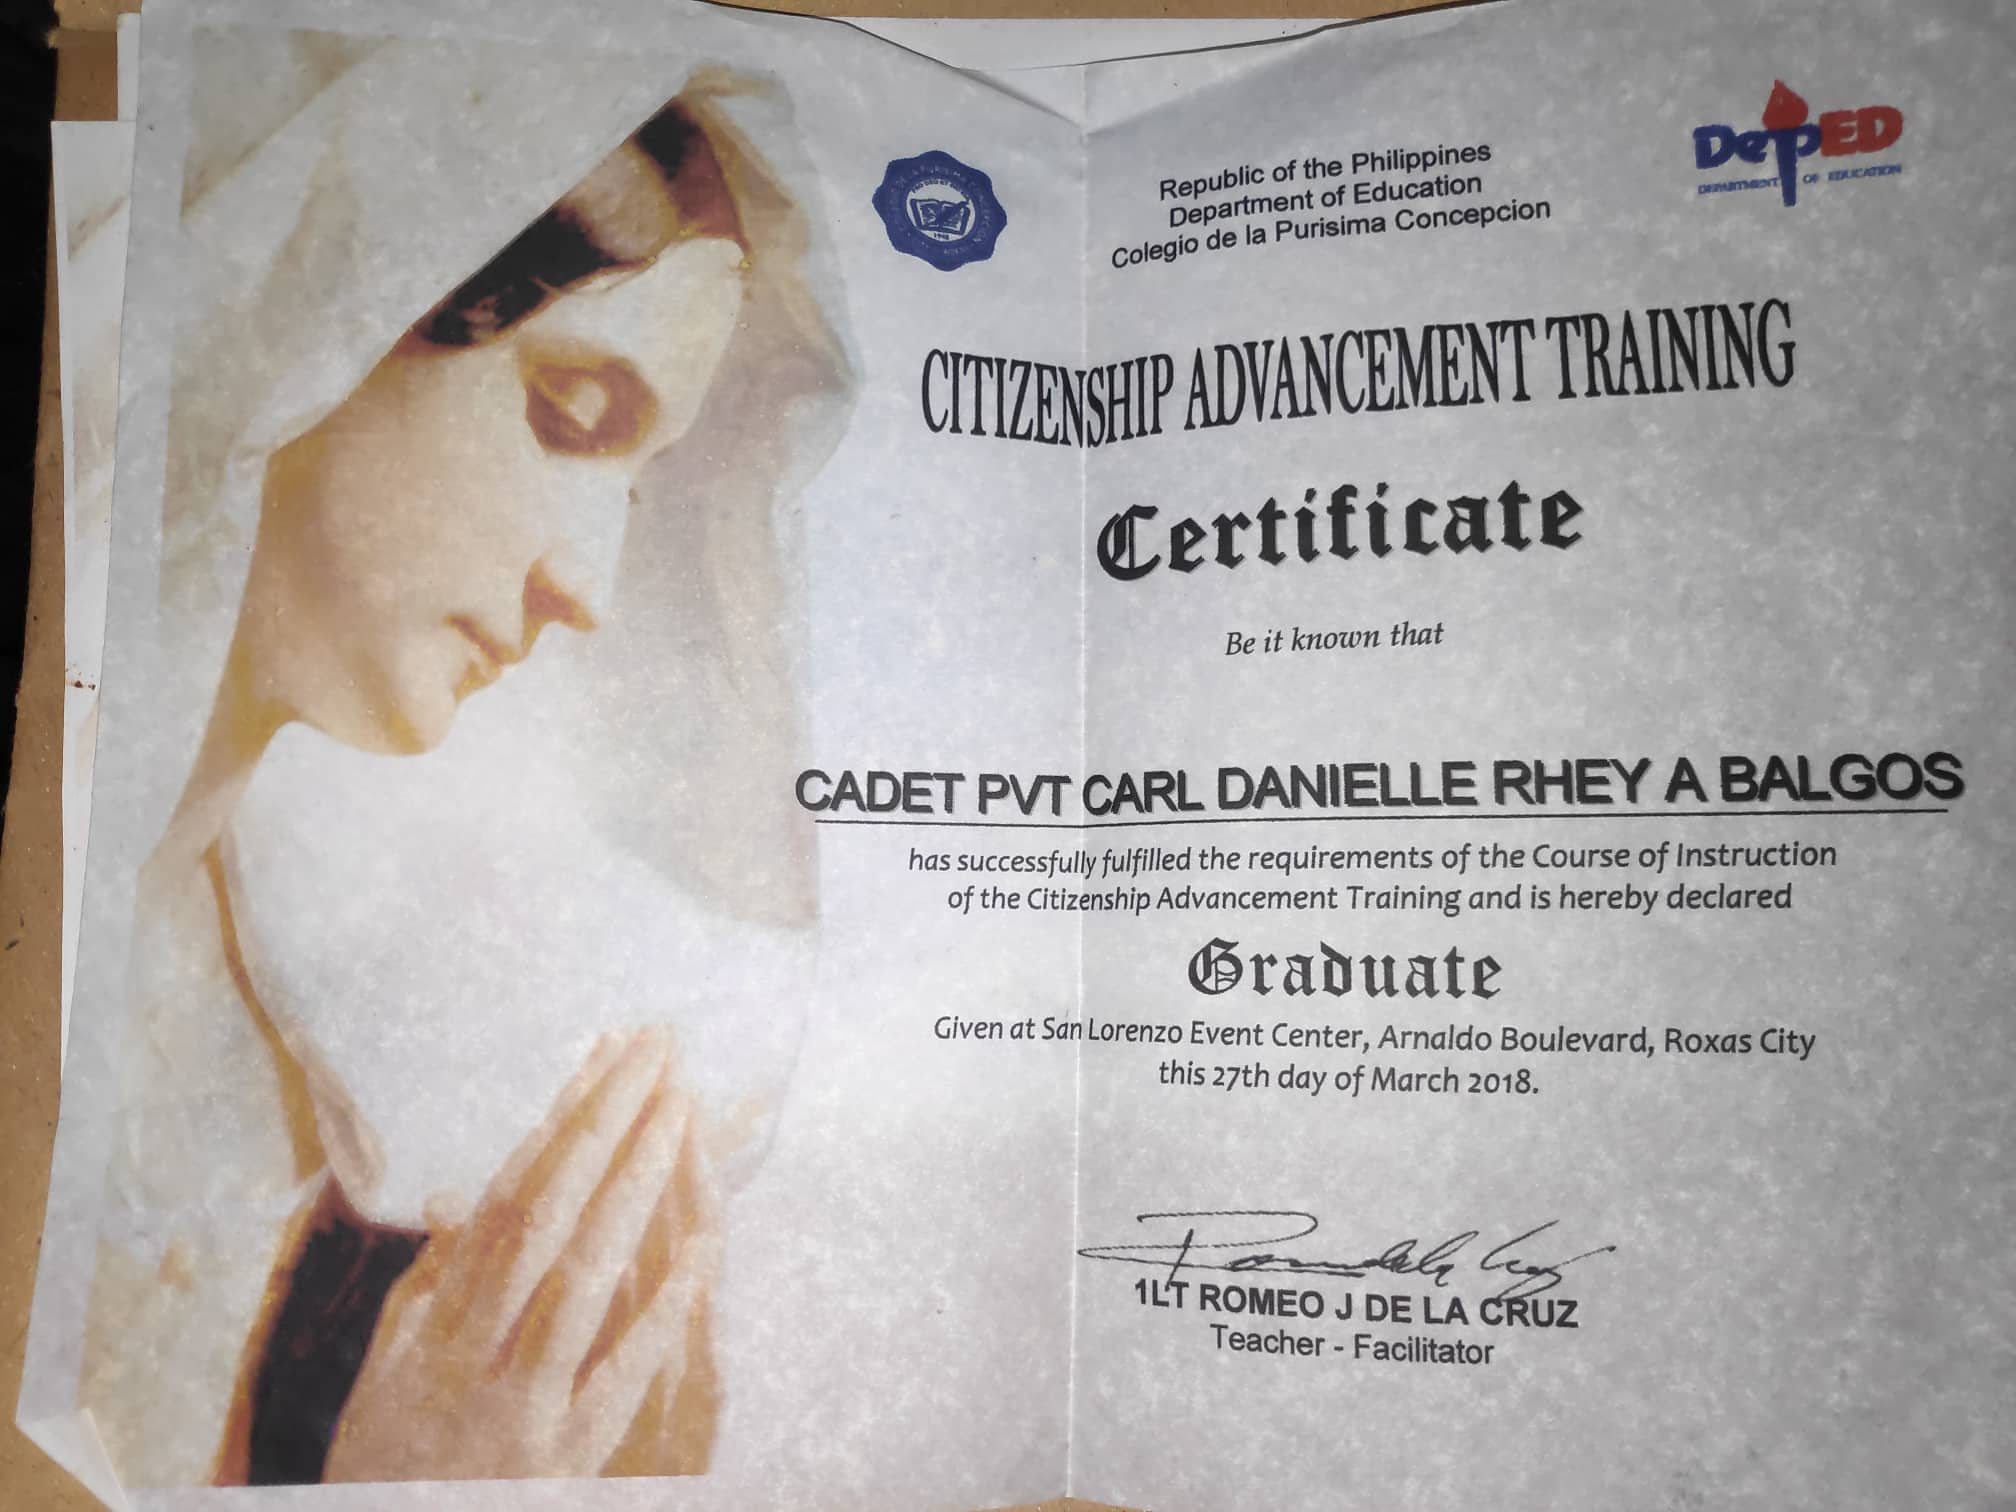 Republic of the Philippines
Department of Education
Colegio de la Purisima Concepcion
DepED
DEPARTMENT OF EDUCATION
CITIZENSHIP ADVANCEMENT TRAINING
Certificate
Be it known that
CADET PVT CARL DANIELLE RHEY A BALGOS
has successfully fulfilled the requirements of the Course of Instruction
of the Citizenship Advancement Training and is hereby declared
Graduate
Given at San Lorenzo Event Center, Arnaldo Boulevard, Roxas City
this 27th day of March 2018.
1LT ROMEO J DE LA CRUZ
Teacher - Facilitator